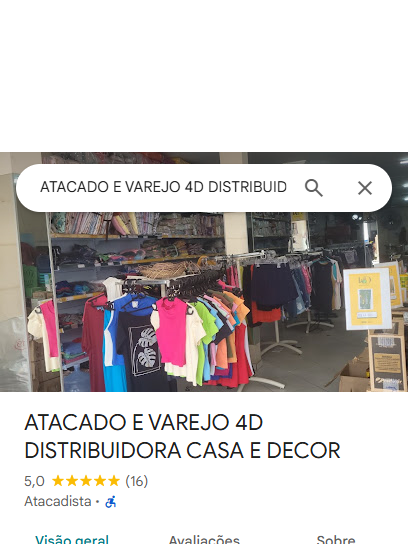 ATACADO E VAREJO 4D DISTRIBUID
ATACADO E VAREJO 4D
DISTRIBUIDORA CASA E DECOR
5,0 (16)
Atacadista •
Visão geral Avaliações Sobre